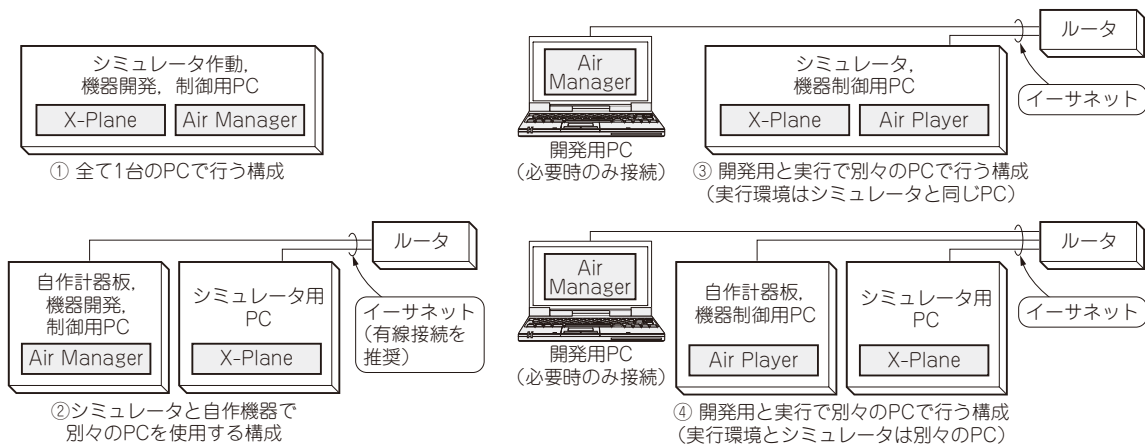 シミュレータ作動,
機器開発, 制御用PC
X-Plane
Air Manager
① 全て1台のPCで行う構成
Air
Manager
開発用PC
(必要時のみ接続)
シミュレータ,
機器制御用PC
X-Plane
Air Player
ルータ
イーサネット
③ 開発用と実行で別々のPCで行う構成
(実行環境はシミュレータと同じPC)
自作計器板,
機器開発,
制御用PC
Air Manager
シミュレータ用
PC
X-Plane
ルータ
イーサネット
(有線接続を
推奨)
②シミュレータと自作機器で
別々のPCを使用する構成
Air
Manager
開発用PC
(必要時のみ接続)
自作計器板,
機器制御用PC
Air Player
シミュレータ用
PC
X-Plane
ルータ
イーサネット
④ 開発用と実行で別々のPCで行う構成
(実行環境とシミュレータは別々のPC)